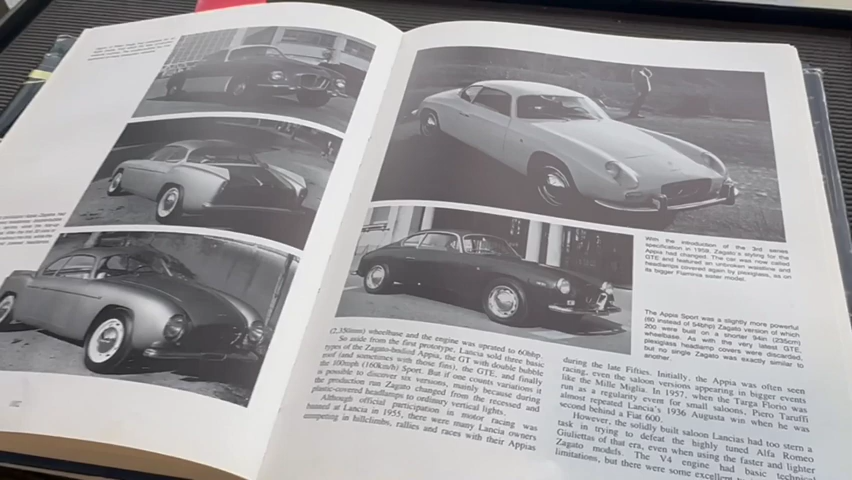 With the introduction of the 3rd series
specification in 1959, Zagato's styling for the
Appia had changed. The car was now called
GTE and featured an unbroken waistline and
headlamps covered again by plexiglass, as on
its bigger Flaminia sister model.
The Appia Sport was a slightly more powerful
(60 instead of 54bhp) Zagato version of which
200 were built on a shorter 94in (235cm)
wheelbase. As with the very latest GTE,
plexiglass headlamp covers were discarded,
but no single Zagato was exactly similar to
another.
(2,350mm) wheelbase and the engine was uprated to 60bhp.
So aside from the first prototype, Lancia sold three basic
types of the Zagato-bodied Appia, the GT with double bubble
roof (and sometimes with those fins), the GTE, and finally
the 100mph (160km/h) Sport. But if one counts variations it
is possible to discover six versions, mainly because during
the production run Zagato changed from the recessed and
plastic-covered headlamps to ordinary vertical lights.
Although official participation in motor racing was
banned at Lancia in 1955, there were many Lancia owners
competing in hillclimbs, rallies and races with their Appias
during the late Fifties. Initially, the Appia was often seen
racing, even the saloon versions appearing in bigger events
like the Mille Miglia. In 1957, when the Targa Florio was
run as a regularity event for small saloons, Piero Taruffi
almost repeated Lancia's 1936 Augusta win when he was
second behind a Fiat 600.
However, the solidly built saloon Lancias had too stern a
task in trying to defeat the highly tuned Alfa Romeo
Giuliettas of that era, even when using the faster and lighter
Zagato models. The V4 engine had basic technical
limitations, but there were some excellent